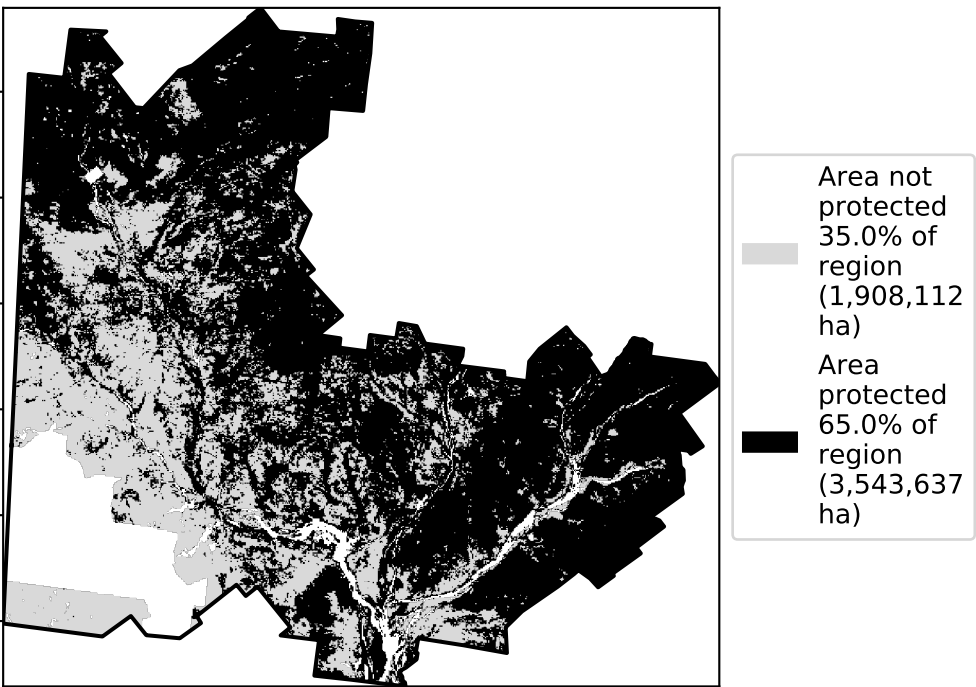 Area not
protected
35.0% of
region
(1,908,112
ha)
Area
protected
65.0% of
region
(3,543,637
ha)